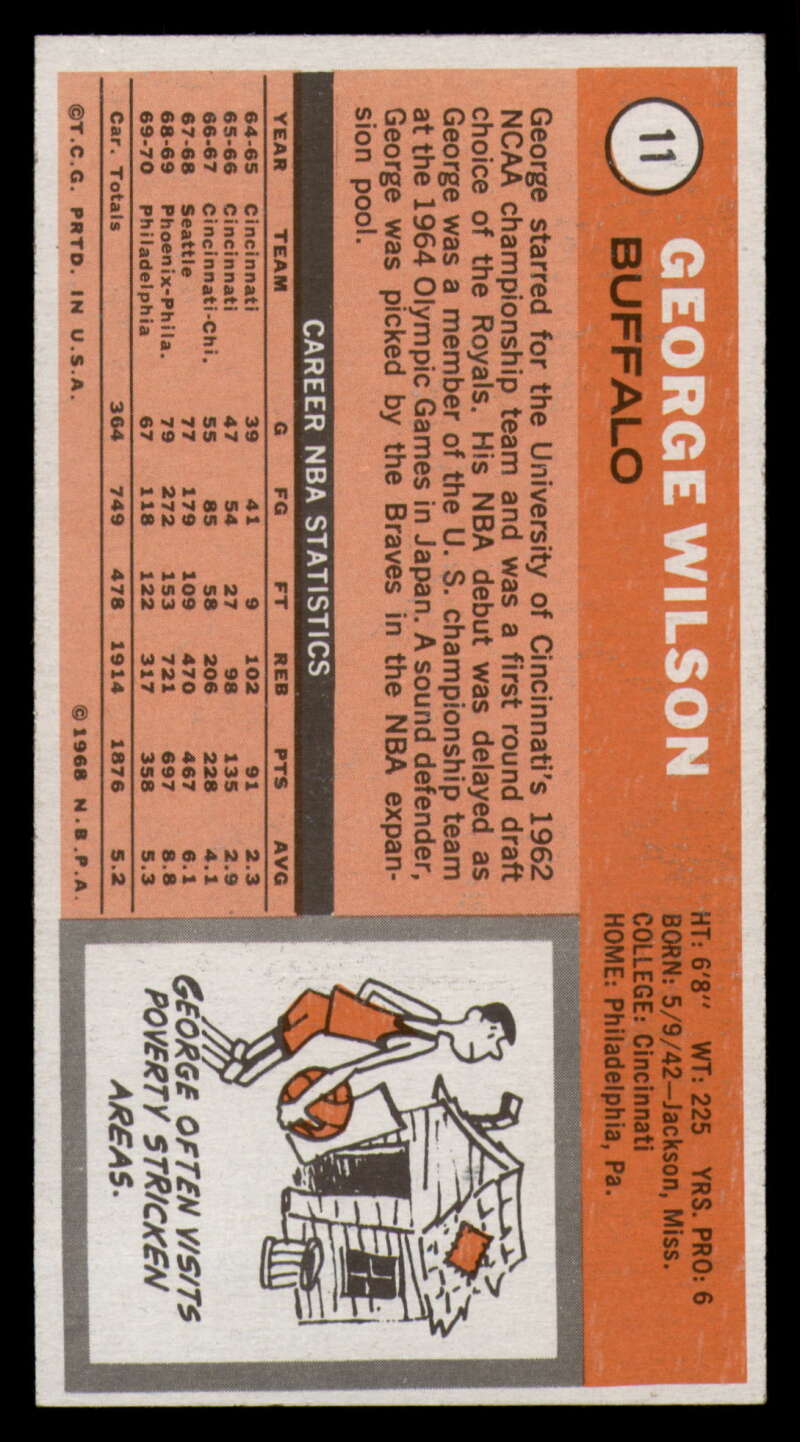 11
GEORGE WILSON
BUFFALO
HT: 6'8" WT: 225 YRS. PRO: 6
BORN: 5/9/42—Jackson, Miss.
COLLEGE: Cincinnati
HOME: Philadelphia, Pa.
George starred for the University of Cincinnati's 1962
NCAA championship team and was a first round draft
choice of the Royals. His NBA debut was delayed as
George was a member of the U. S. championship team
at the 1964 Olympic Games in Japan. A sound defender,
George was picked by the Braves in the NBA expan-
sion pool.
CAREER NBA STATISTICS
YEAR TEAM G FG FT REB PTS AVG
64-65 Cincinnati 39 41 9 102 91 2.3
65-66 Cincinnati 47 54 27 98 135 2.9
66-67 Cincinnati-Chi. 55 85 58 206 228 4.1
67-68 Seattle 77 179 109 470 467 6.1
68-69 Phoenix-Phila. 79 272 153 721 697 8.8
69-70 Philadelphia 67 118 122 317 358 5.3
Car. Totals 364 749 478 1914 1876 5.2
©T.C.G. PRTD. IN U.S.A. ©1968 N.B.P.A.
GEORGE OFTEN VISITS
POVERTY STRICKEN
AREAS.